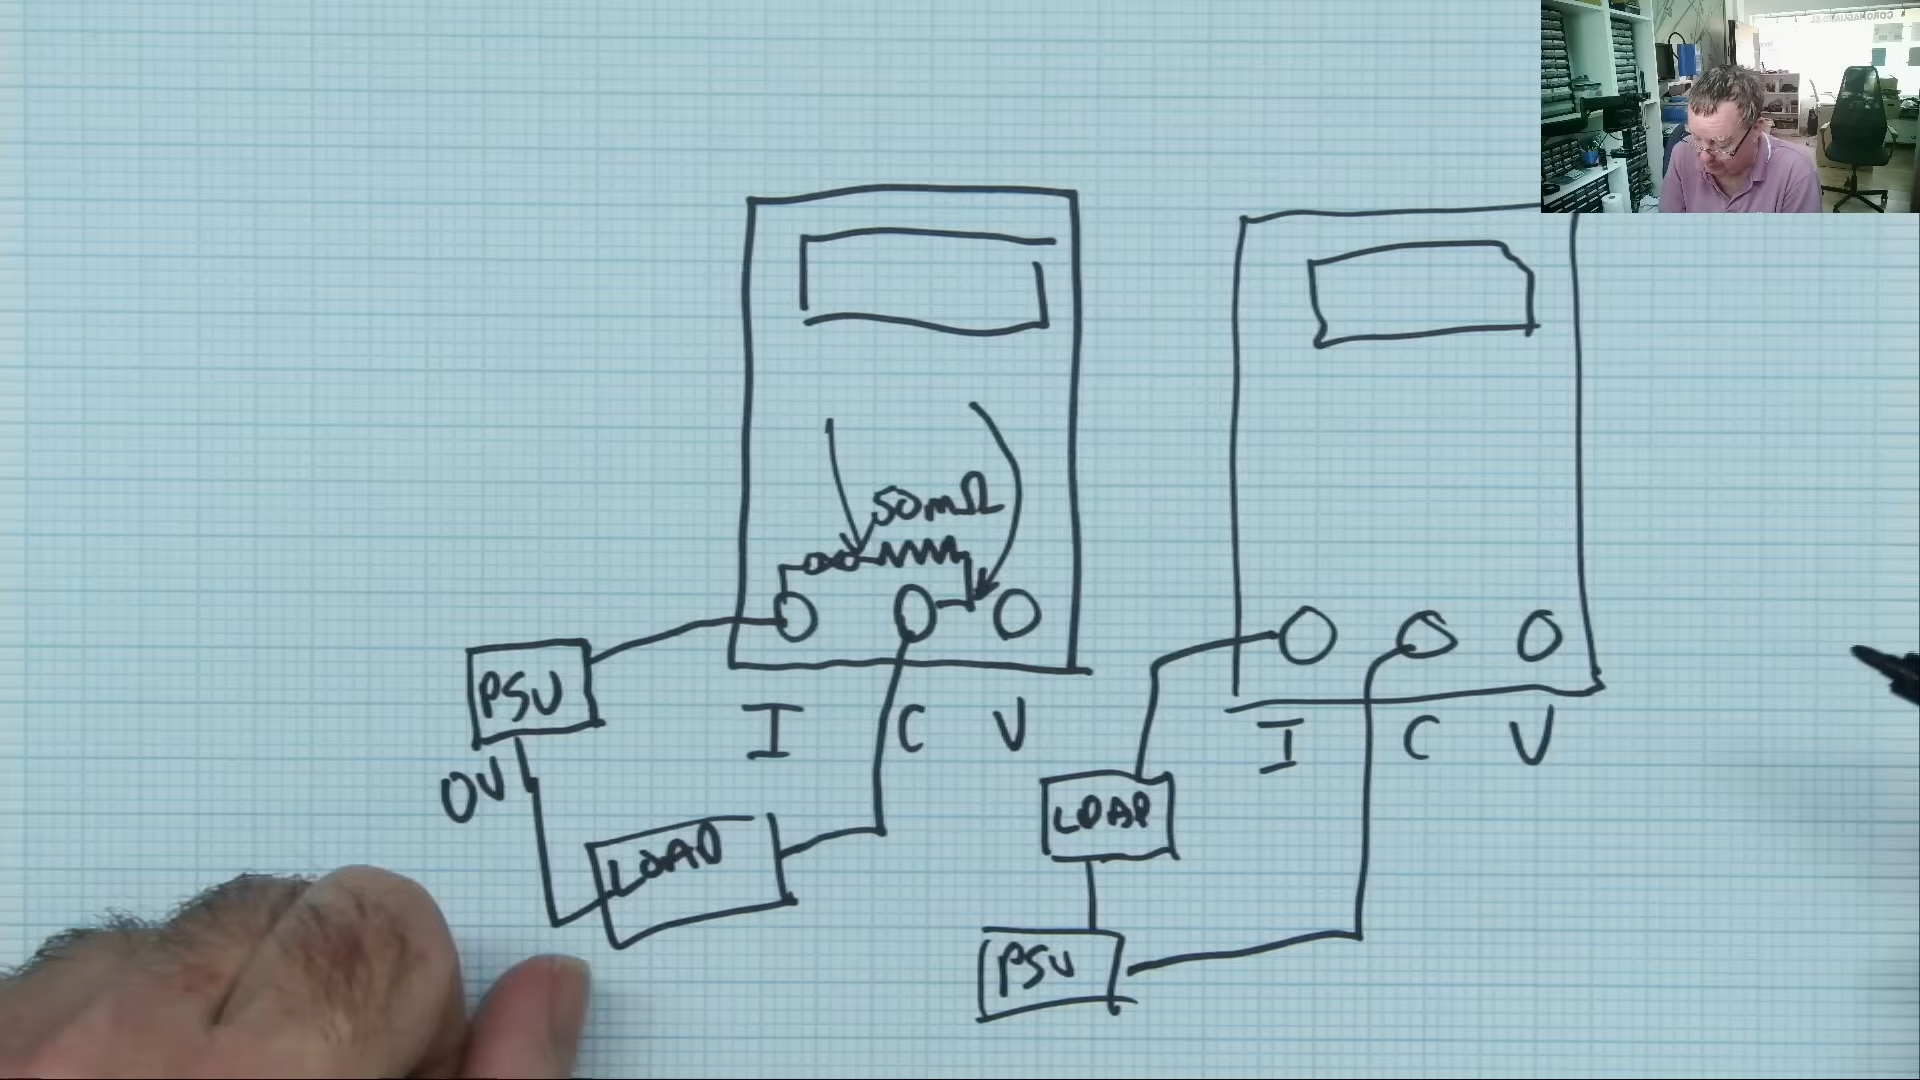 50mΩ
PSU
I C V
I C V
0V
LOAD
LOAD
PSU